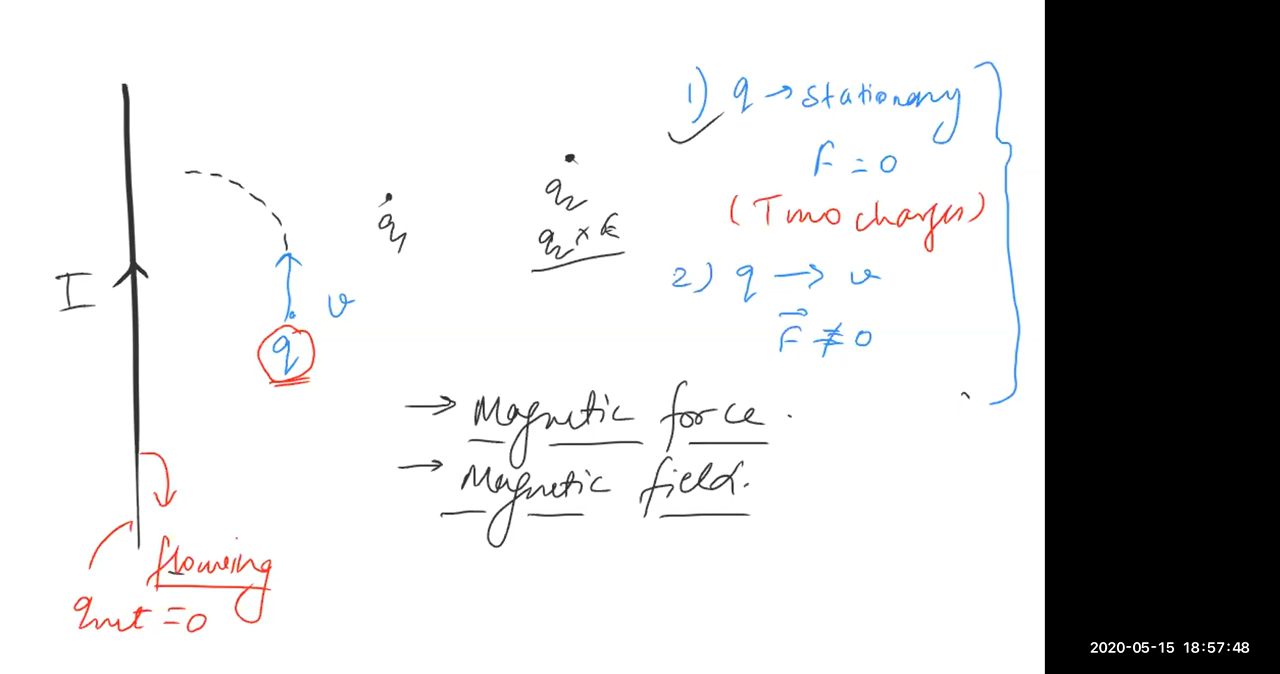 1) q → stationary
F = 0
(Two charges)
2) q → v
F ≠ 0
q₁
q₂
q₂ × E
I
v
q
→ Magnetic force.
→ Magnetic field.
flowing
qnet = 0
2020-05-15 18:57:48